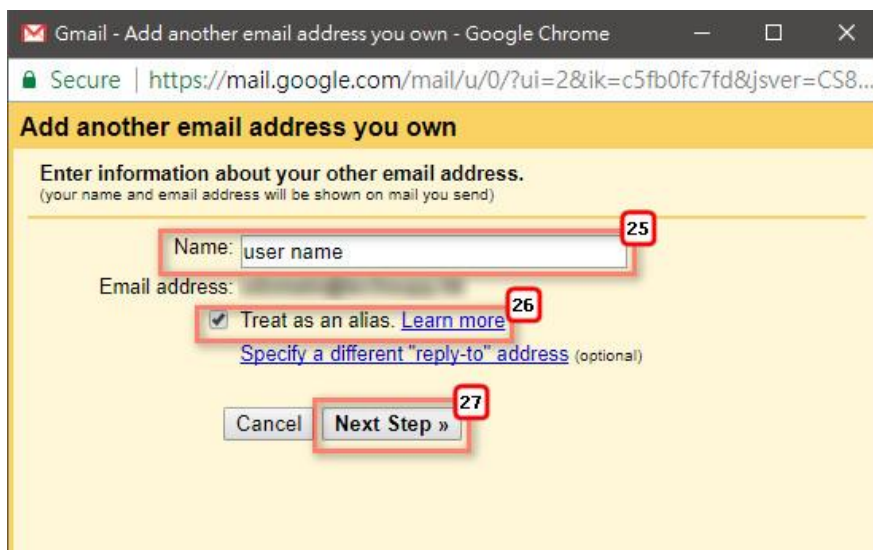 Gmail - Add another email address you own - Google Chrome
Secure | https://mail.google.com/mail/u/0/?ui=2&ik=c5fb0fc7fd&jsver=CS8...
Add another email address you own
Enter information about your other email address.
(your name and email address will be shown on mail you send)
25
Name: user name
Email address:
26
Treat as an alias. Learn more
Specify a different "reply-to" address (optional)
27
Cancel Next Step »